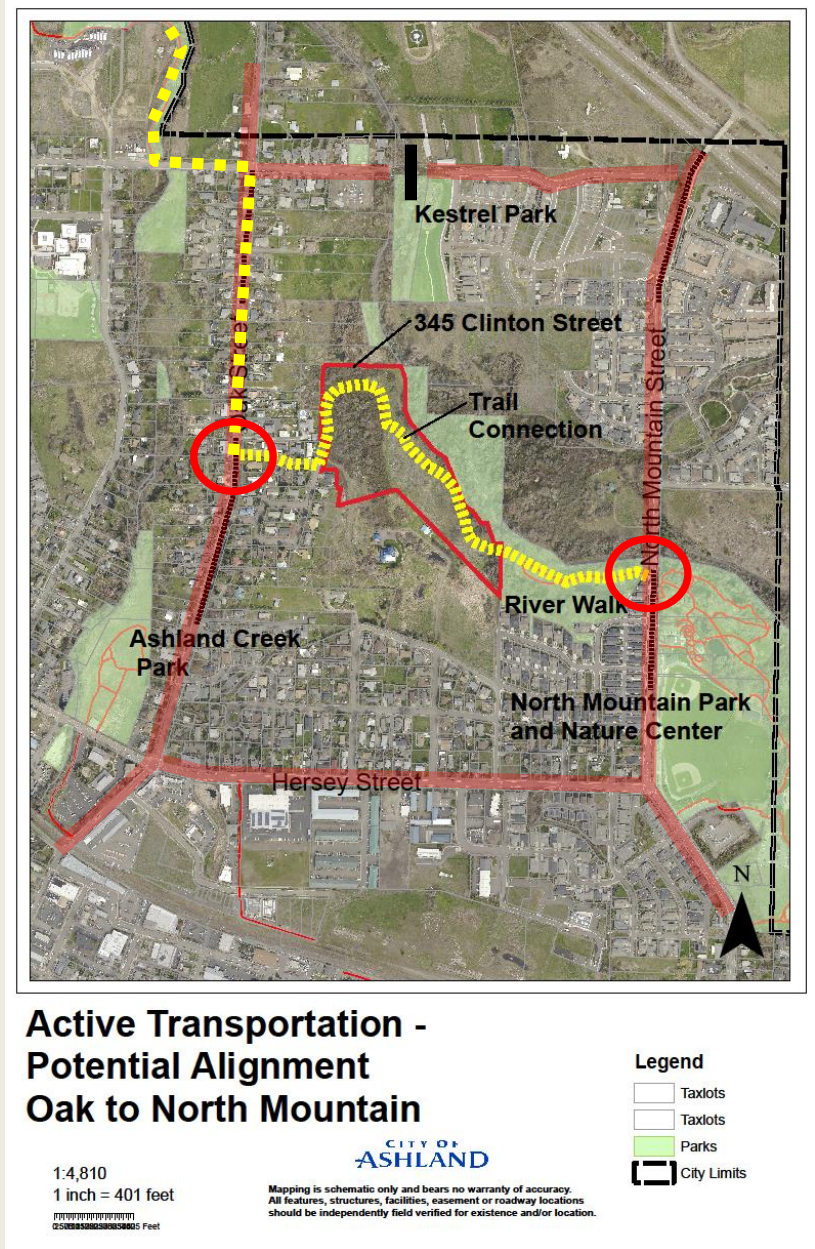 Kestrel Park
345 Clinton Street
Trail
Connection
Oak Street
North Mountain Street
River Walk
Ashland Creek
Park
North Mountain Park
and Nature Center
Hersey Street
N
Active Transportation -
Potential Alignment
Oak to North Mountain
Legend
Taxlots
Taxlots
Parks
City Limits
1:4,810
1 inch = 401 feet
Feet
CITY OF
ASHLAND
Mapping is schematic only and bears no warranty of accuracy.
All features, structures, facilities, easement or roadway locations
should be independently field verified for existence and/or location.